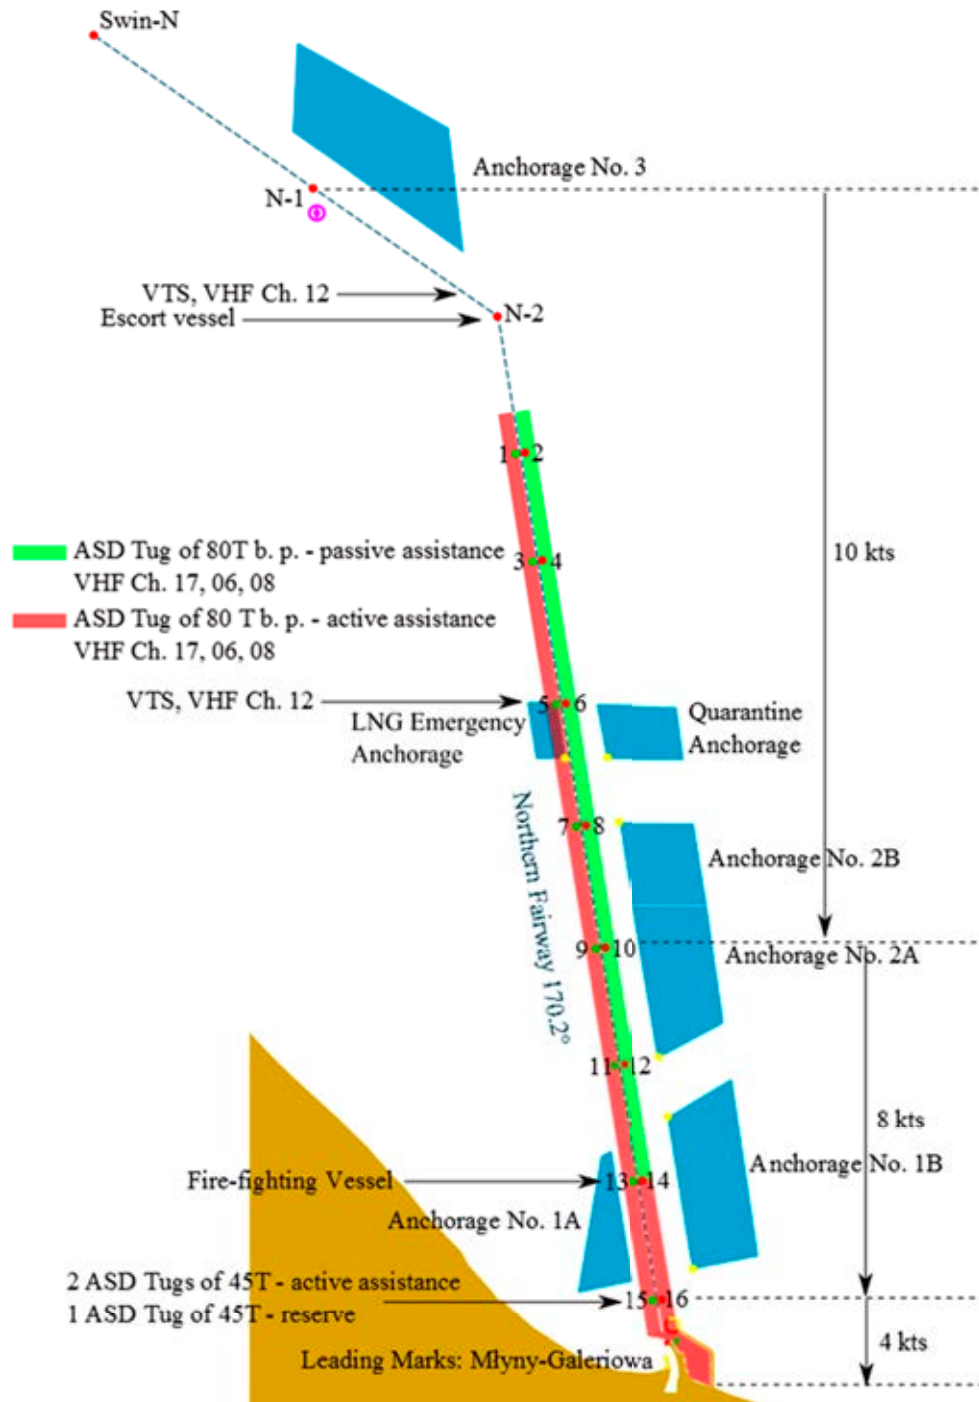 Swin-N
Anchorage No. 3
N-1
VTS, VHF Ch. 12
Escort vessel
N-2
1 2
ASD Tug of 80T b. p. - passive assistance
VHF Ch. 17, 06, 08
3 4
10 kts
ASD Tug of 80 T b. p. - active assistance
VHF Ch. 17, 06, 08
VTS, VHF Ch. 12
5 6
LNG Emergency
Anchorage
Quarantine
Anchorage
Northern Fairway 170.2°
7 8
Anchorage No. 2B
9 10
Anchorage No. 2A
11 12
8 kts
Anchorage No. 1B
Fire-fighting Vessel
13 14
Anchorage No. 1A
2 ASD Tugs of 45T - active assistance
1 ASD Tug of 45T - reserve
15 16
4 kts
Leading Marks: Młyny-Galeriowa